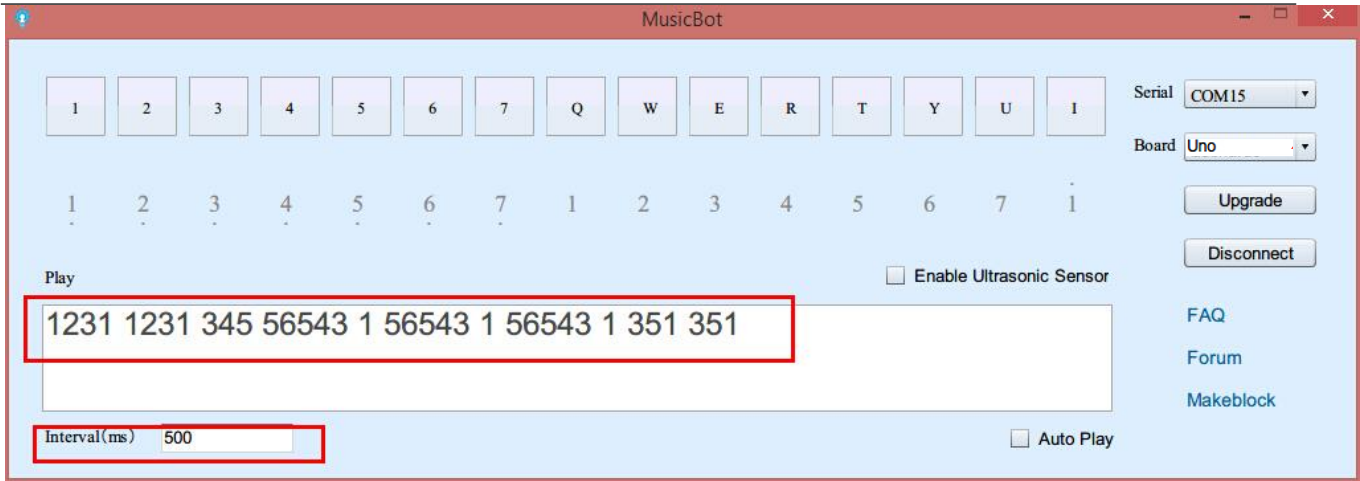 MusicBot
1 2 3 4 5 6 7 Q W E R T Y U I
Serial COM15
Board Uno
1 2 3 4 5 6 7 1 2 3 4 5 6 7 1
Upgrade
Disconnect
Play
Enable Ultrasonic Sensor
1231 1231 345 56543 1 56543 1 56543 1 351 351
FAQ
Forum
Makeblock
Interval(ms) 500
Auto Play